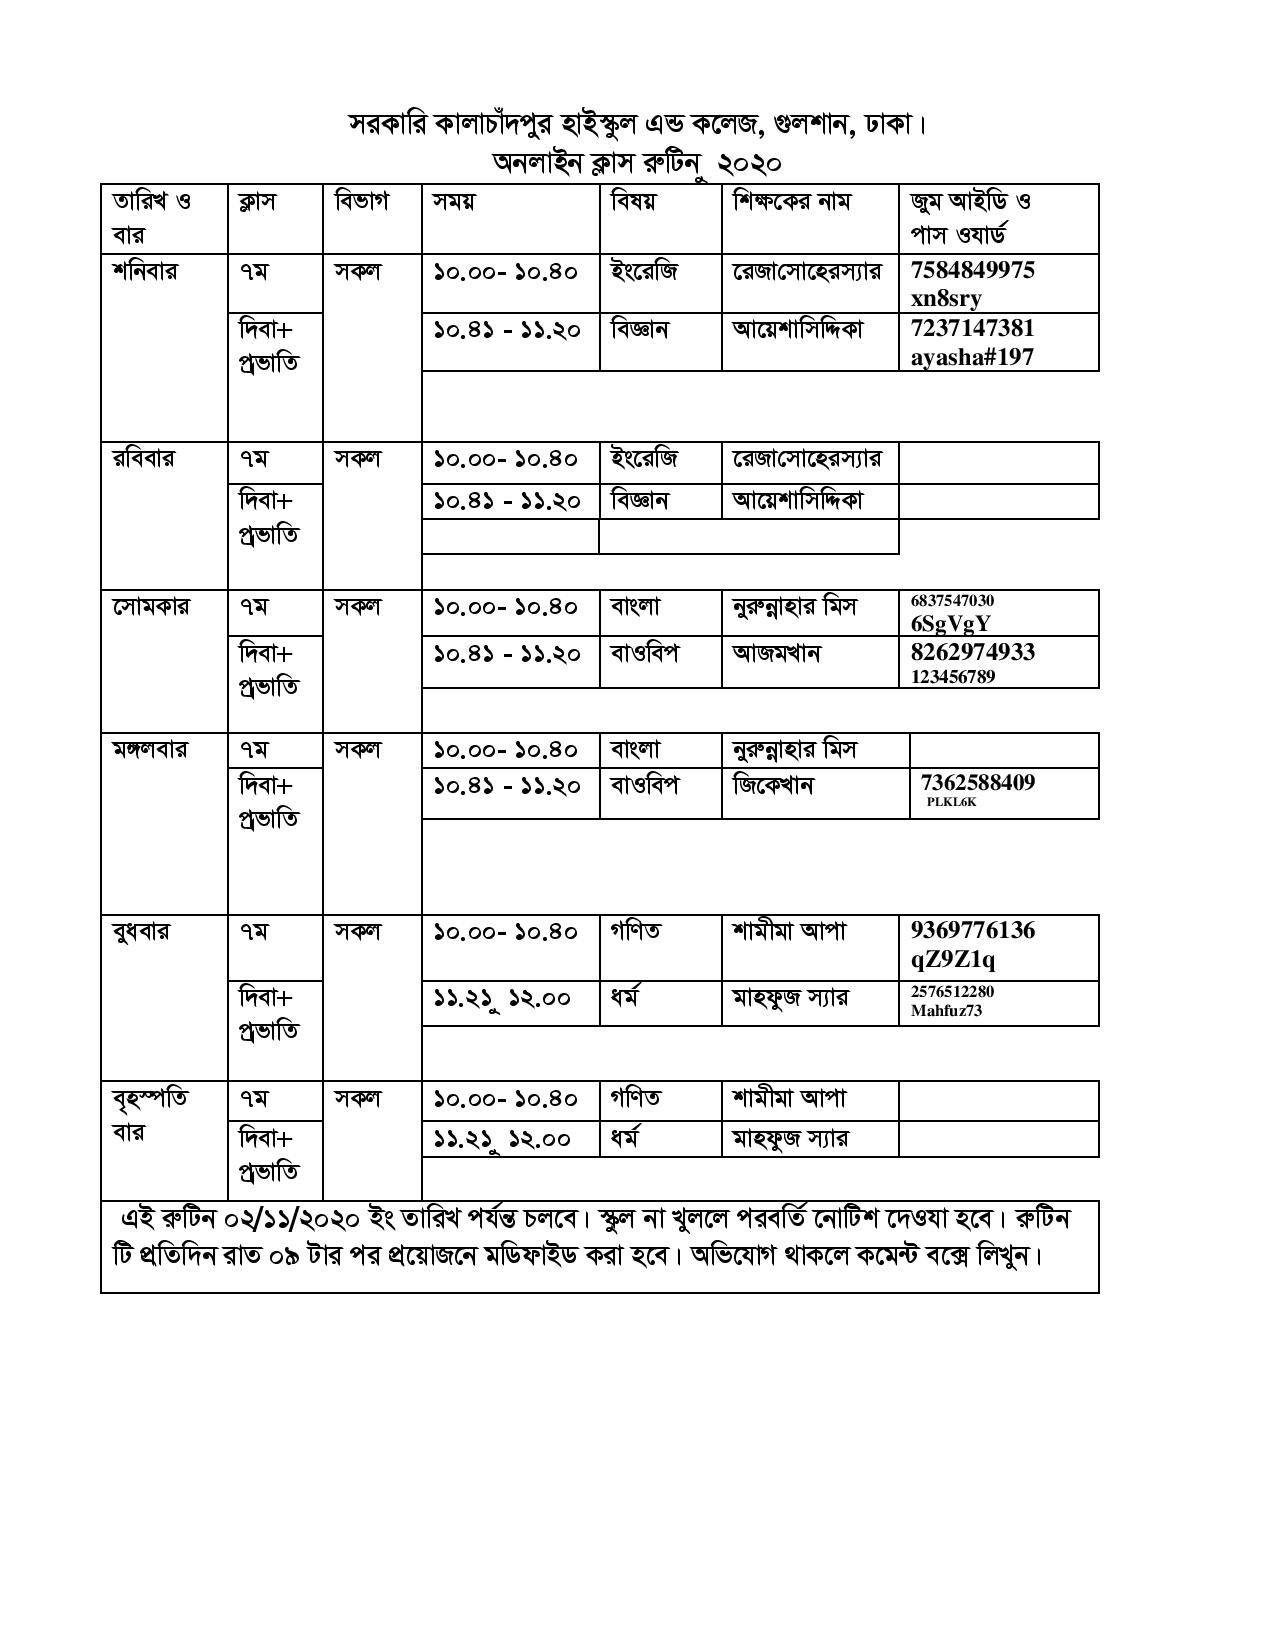 সরকারি কালাচাঁদপুর হাইস্কুল এন্ড কলেজ, গুলশান, ঢাকা।
অনলাইন ক্লাস রুটিন ২০২০
তারিখ ও বার ক্লাস বিভাগ সময় বিষয় শিক্ষকের নাম জুম আইডি ও পাস ওযার্ড
শনিবার ৭ম সকল ১০.০০- ১০.৪০ ইংরেজি রেজাসোহেরস্যার 7584849975
xn8sry
দিবা+ ১০.৪১ - ১১.২০ বিজ্ঞান আয়েশাসিদ্দিকা 7237147381
প্রভাতি ayasha#197
রবিবার ৭ম সকল ১০.০০- ১০.৪০ ইংরেজি রেজাসোহেরস্যার
দিবা+ ১০.৪১ - ১১.২০ বিজ্ঞান আয়েশাসিদ্দিকা
প্রভাতি
সোমকার ৭ম সকল ১০.০০- ১০.৪০ বাংলা নুরুন্নাহার মিস 6837547030
6SgVgY
দিবা+ ১০.৪১ - ১১.২০ বাওবিপ আজমখান 8262974933
প্রভাতি 123456789
মঙ্গলবার ৭ম সকল ১০.০০- ১০.৪০ বাংলা নুরুন্নাহার মিস
দিবা+ ১০.৪১ - ১১.২০ বাওবিপ জিকেখান 7362588409
প্রভাতি PLKL6K
বুধবার ৭ম সকল ১০.০০- ১০.৪০ গণিত শামীমা আপা 9369776136
qZ9Z1q
দিবা+ ১১.২১ ১২.০০ ধর্ম মাহফুজ স্যার 2576512280
প্রভাতি Mahfuz73
বৃহস্পতি ৭ম সকল ১০.০০- ১০.৪০ গণিত শামীমা আপা
বার দিবা+ ১১.২১ ১২.০০ ধর্ম মাহফুজ স্যার
প্রভাতি
এই রুটিন ০২/১১/২০২০ ইং তারিখ পর্যন্ত চলবে। স্কুল না খুললে পরবর্তি নোটিশ দেওযা হবে। রুটিন
টি প্রতিদিন রাত ০৯ টার পর প্রয়োজনে মডিফাইড করা হবে। অভিযোগ থাকলে কমেন্ট বক্সে লিখুন।